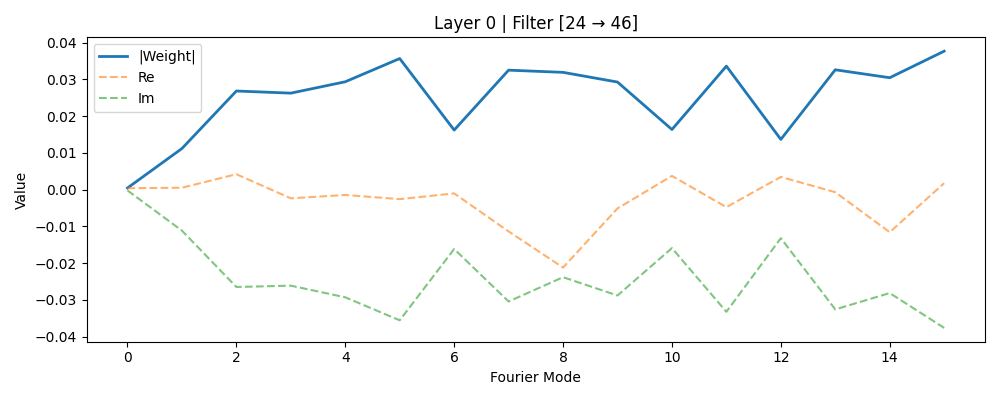 Layer 0 | Filter [24 → 46]
|Weight|
Re
Im
0.04
0.03
0.02
0.01
0.00
−0.01
−0.02
−0.03
−0.04
Value
0 2 4 6 8 10 12 14
Fourier Mode